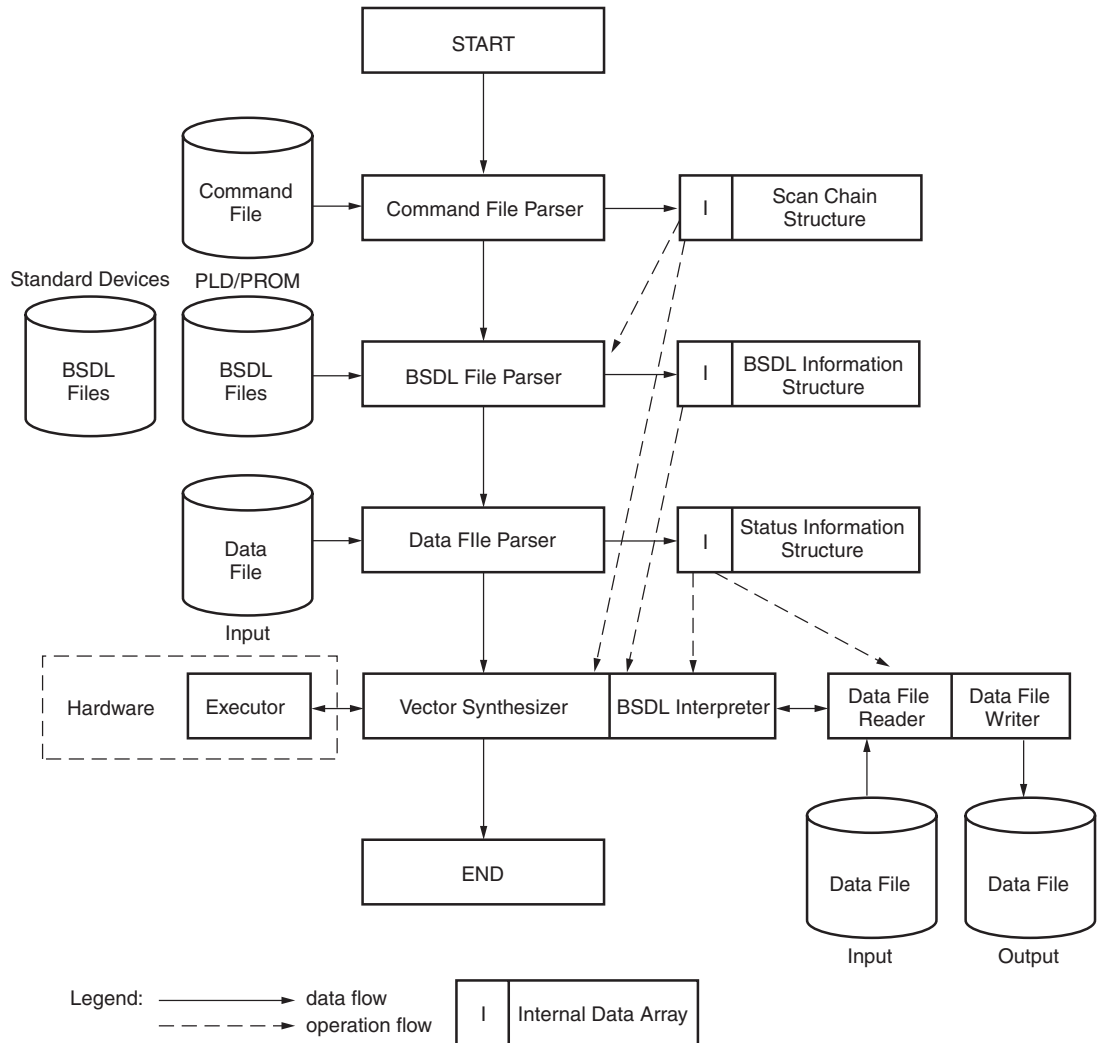 START
Command
File
Command File Parser
I
Scan Chain
Structure
Standard Devices
PLD/PROM
BSDL
Files
BSDL
Files
BSDL File Parser
I
BSDL Information
Structure
Data
File
Input
Data FIle Parser
I
Status Information
Structure
Hardware
Executor
Vector Synthesizer
BSDL Interpreter
Data File
Reader
Data File
Writer
END
Data File
Input
Data File
Output
Legend:
data flow
operation flow
I
Internal Data Array